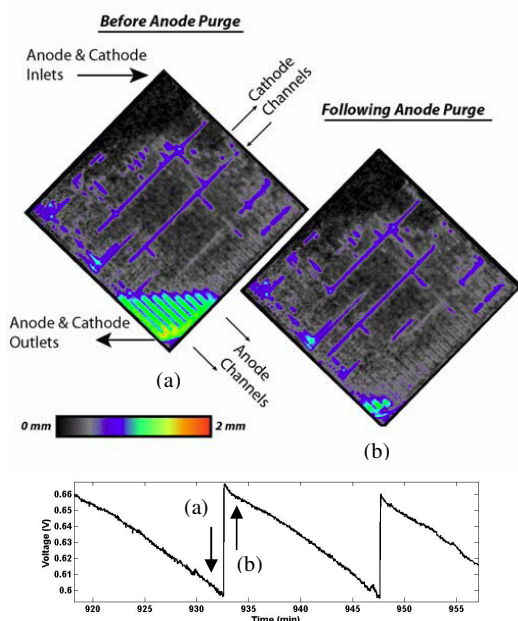 Before Anode Purge
Anode & Cathode
Inlets
Cathode
Channels
Following Anode Purge
Anode & Cathode
Outlets
Anode
Channels
(a)
(b)
0 mm
2 mm
Voltage (V)
0.66
0.65
0.64
0.63
0.62
0.61
0.6
(a)
(b)
920 925 930 935 940 945 950 955
Time (min)